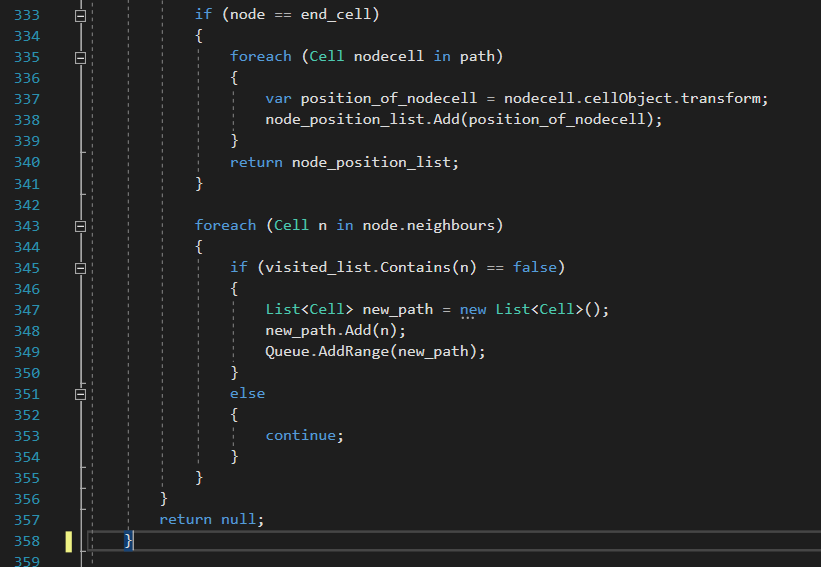 333 if (node == end_cell)
334 {
335 foreach (Cell nodecell in path)
336 {
337 var position_of_nodecell = nodecell.cellObject.transform;
338 node_position_list.Add(position_of_nodecell);
339 }
340 return node_position_list;
341 }
342
343 foreach (Cell n in node.neighbours)
344 {
345 if (visited_list.Contains(n) == false)
346 {
347 List<Cell> new_path = new List<Cell>();
348 new_path.Add(n);
349 Queue.AddRange(new_path);
350 }
351 else
352 {
353 continue;
354 }
355 }
356 }
357 return null;
358 }
359